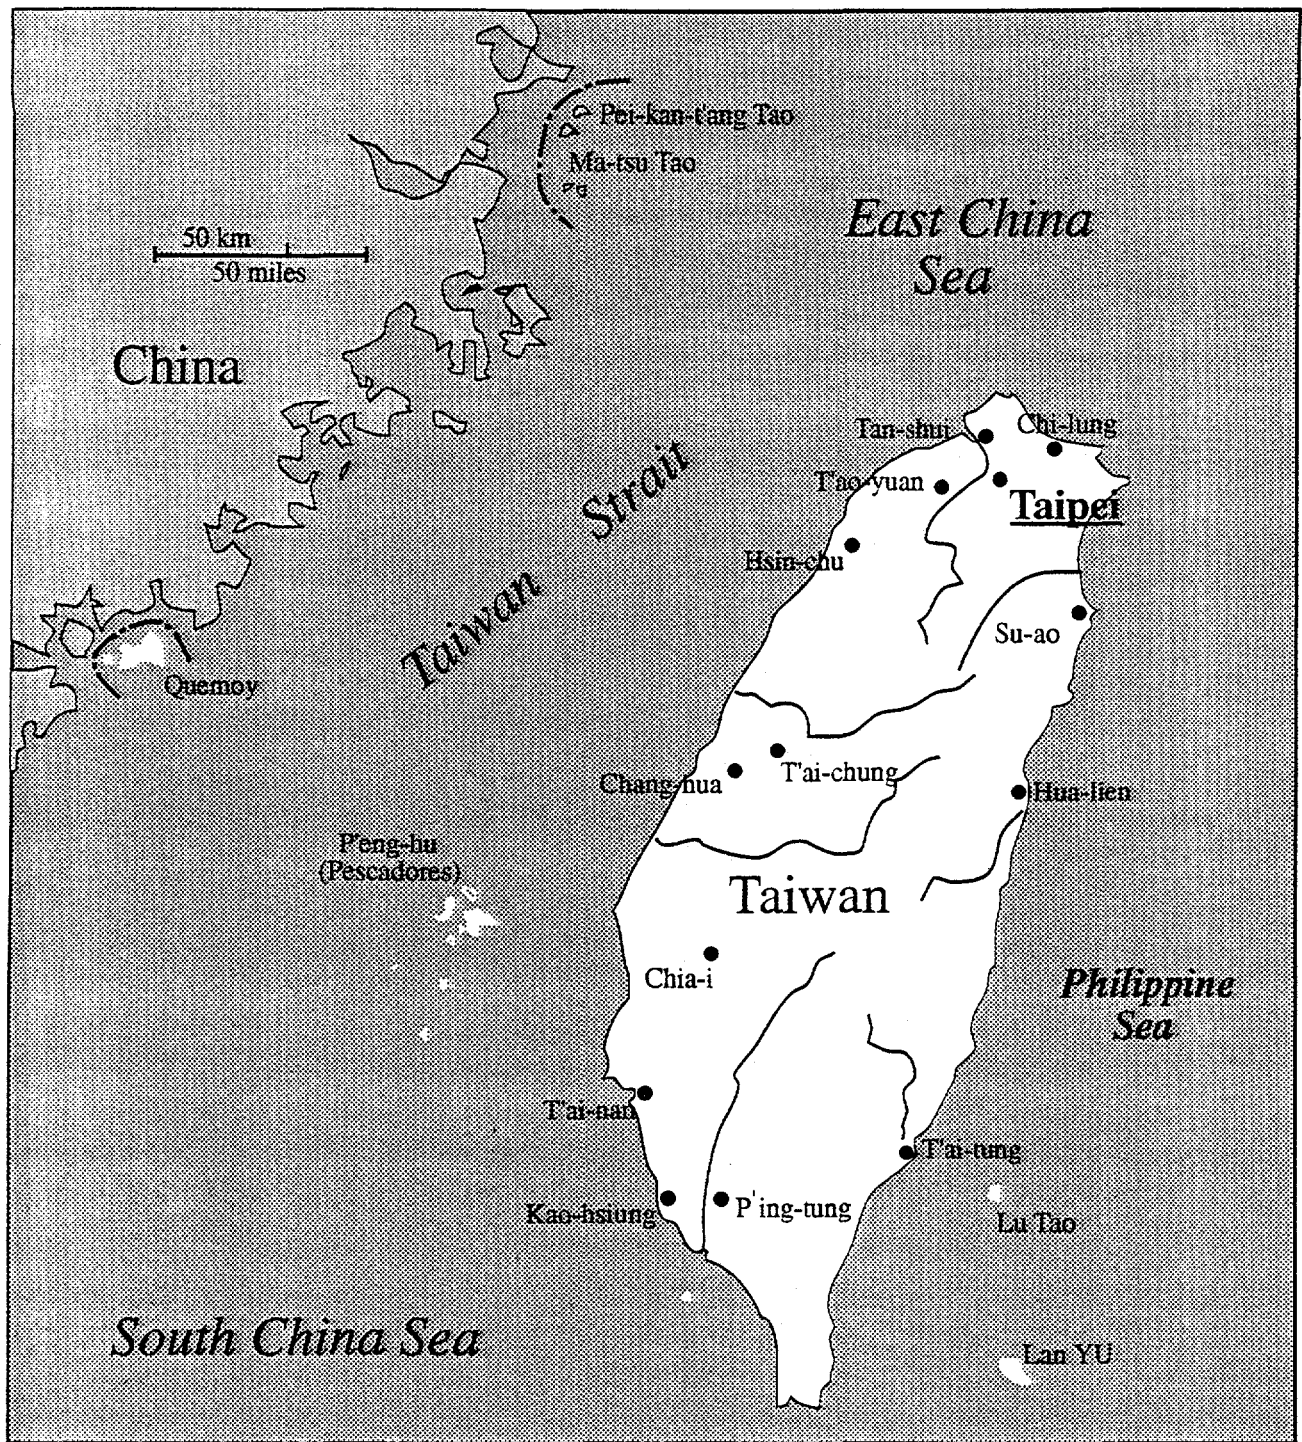 Pei-kan-t'ang Tao
Ma-tsu Tao
East China
Sea
50 km
50 miles
China
Tan-shui
Chi-lung
T'ao-yuan
Taipei
Taiwan Strait
Hsin-chu
Su-ao
Quemoy
Chang-hua
T'ai-chung
Hua-lien
P'eng-hu
(Pescadores)
Taiwan
Chia-i
Philippine
Sea
T'ai-nan
T'ai-tung
Kao-hsiung
P'ing-tung
Lu Tao
South China Sea
Lan YU